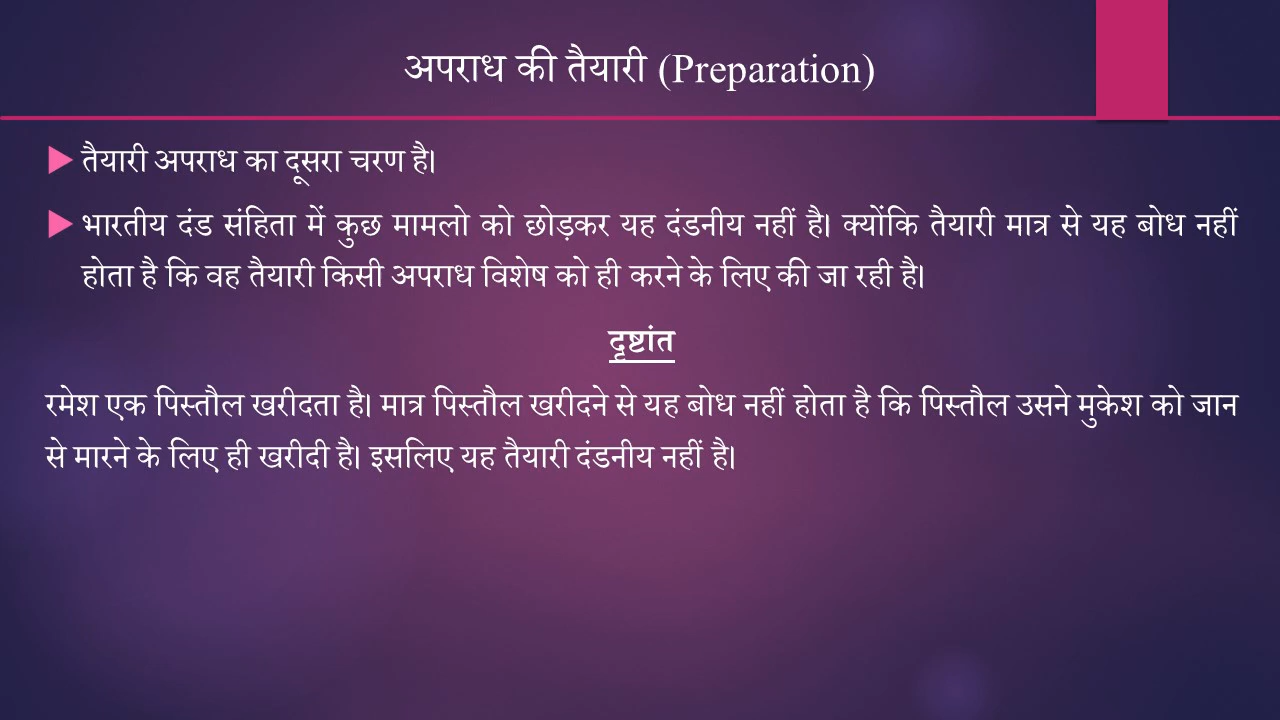 अपराध की तैयारी (Preparation)
तैयारी अपराध का दूसरा चरण है।
भारतीय दंड संहिता में कुछ मामलो को छोड़कर यह दंडनीय नहीं है। क्योंकि तैयारी मात्र से यह बोध नहीं
होता है कि वह तैयारी किसी अपराध विशेष को ही करने के लिए की जा रही है।
दृष्टांत
रमेश एक पिस्तौल खरीदता है। मात्र पिस्तौल खरीदने से यह बोध नहीं होता है कि पिस्तौल उसने मुकेश को जान
से मारने के लिए ही खरीदी है। इसलिए यह तैयारी दंडनीय नहीं है।